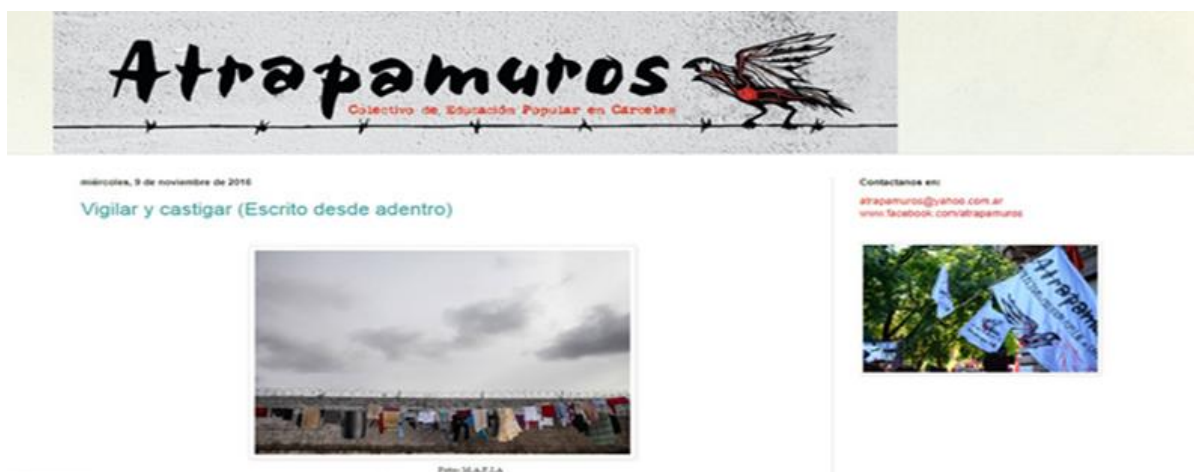 Atrapamuros
Colectivo de Educación Popular en Cárceles
miércoles, 9 de noviembre de 2016
Vigilar y castigar (Escrito desde adentro)
Contactanos en:
atrapamuros@yahoo.com.ar
www.facebook.com/atrapamuros
Atrapam